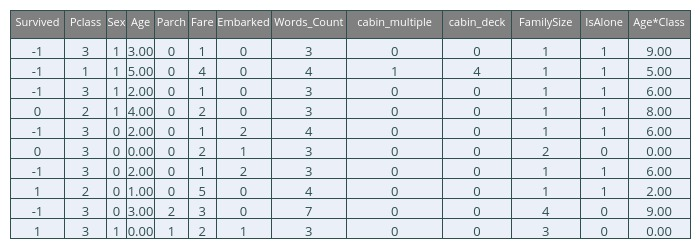 Survived Pclass Sex Age Parch Fare Embarked Words_Count cabin_multiple cabin_deck FamilySize IsAlone Age*Class
-1 3 1 3.00 0 1 0 3 0 0 1 1 9.00
-1 1 1 5.00 0 4 0 4 1 4 1 1 5.00
-1 3 1 2.00 0 1 0 3 0 0 1 1 6.00
0 2 1 4.00 0 2 0 3 0 0 1 1 8.00
-1 3 0 2.00 0 1 2 4 0 0 1 1 6.00
0 3 0 0.00 0 2 1 3 0 0 2 0 0.00
-1 3 0 2.00 0 1 2 3 0 0 1 1 6.00
1 2 0 1.00 0 5 0 4 0 0 1 1 2.00
-1 3 0 3.00 2 3 0 7 0 0 4 0 9.00
1 3 1 0.00 1 2 1 3 0 0 3 0 0.00